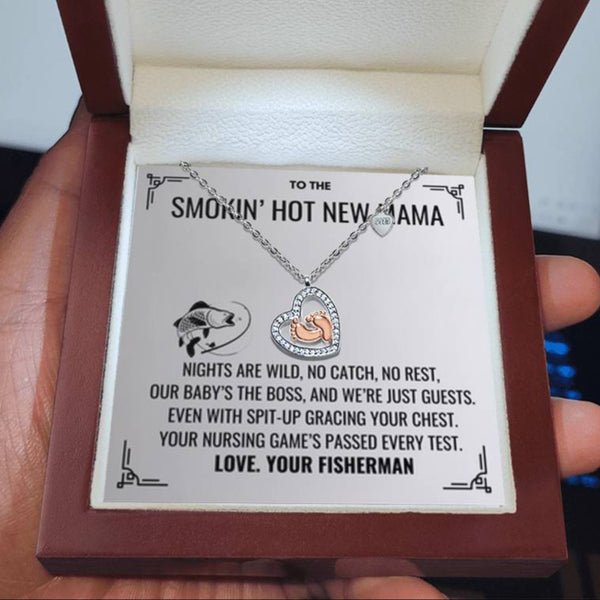 TO THE
SMOKIN' HOT NEW MAMA
NIGHTS ARE WILD, NO CATCH, NO REST,
OUR BABY'S THE BOSS, AND WE'RE JUST GUESTS.
EVEN WITH SPIT-UP GRACING YOUR CHEST.
YOUR NURSING GAME'S PASSED EVERY TEST.
LOVE. YOUR FISHERMAN